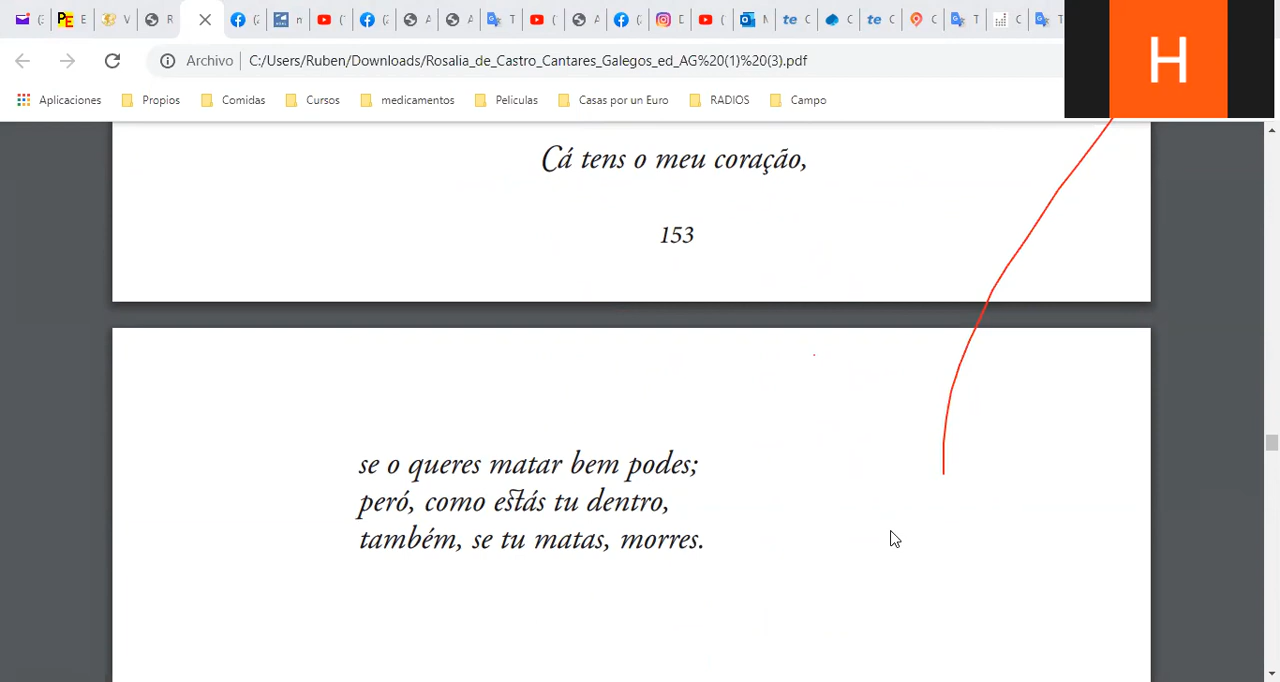 Archivo C:/Users/Ruben/Downloads/Rosalia_de_Castro_Cantares_Galegos_ed_AG%20(1)%20(3).pdf
Aplicaciones Propios Comidas Cursos medicamentos Peliculas Casas por un Euro RADIOS Campo
H
Cá tens o meu coração,
153
se o queres matar bem podes;
peró, como estás tu dentro,
também, se tu matas, morres.